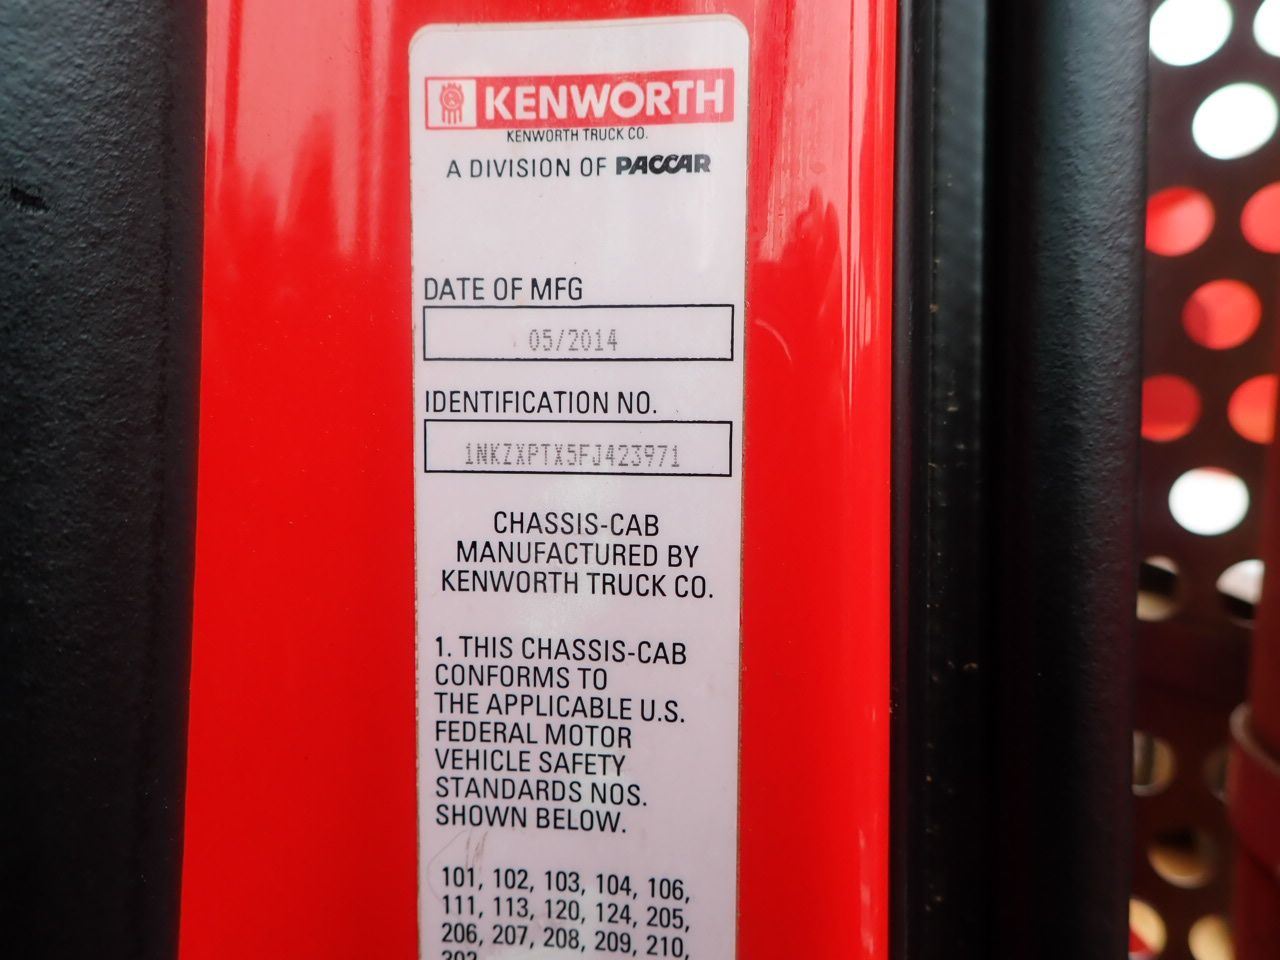 KENWORTH
KENWORTH TRUCK CO.
A DIVISION OF PACCAR
DATE OF MFG
05/2014
IDENTIFICATION NO.
1NKZXPTX5FJ423971
CHASSIS-CAB
MANUFACTURED BY
KENWORTH TRUCK CO.
1. THIS CHASSIS-CAB
CONFORMS TO
THE APPLICABLE U.S.
FEDERAL MOTOR
VEHICLE SAFETY
STANDARDS NOS.
SHOWN BELOW.
101, 102, 103, 104, 106,
111, 113, 120, 124, 205,
206, 207, 208, 209, 210,